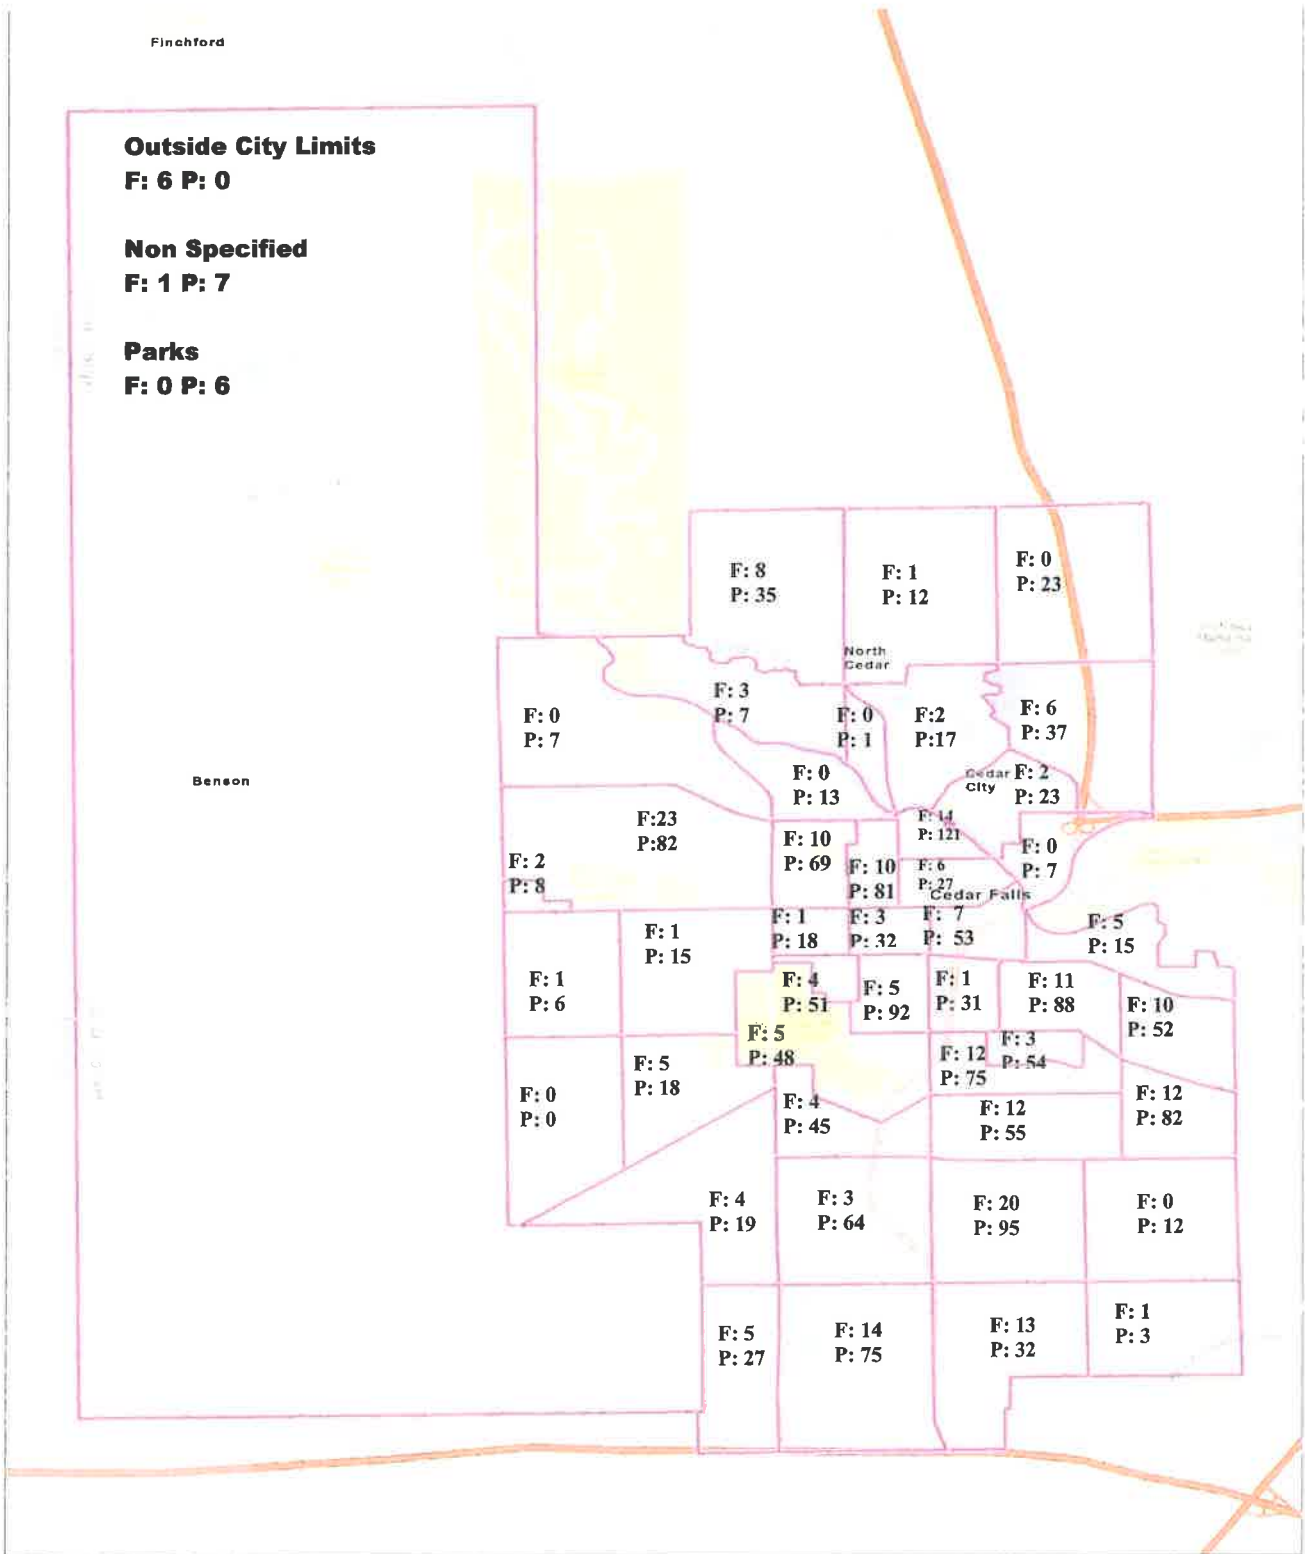 Finchford
Outside City Limits
F: 6 P: 0
Non Specified
F: 1 P: 7
Parks
F: 0 P: 6
F: 8
P: 35
F: 1
P: 12
F: 0
P: 23
North
Cedar
F: 0
P: 7
F: 3
P: 7
F: 0
P: 1
F:2
P:17
F: 6
P: 37
Benson
F: 0
P: 13
Cedar
City
F: 2
P: 23
F:23
P:82
F: 2
P: 8
F: 10
P: 69
F: 10
P: 81
F: 14
P: 121
F: 6
P: 27
F: 0
P: 7
Cedar Falls
F: 1
P: 15
F: 1
P: 18
F: 3
P: 32
F: 7
P: 53
F: 5
P: 15
F: 1
P: 6
F: 4
P: 51
F: 5
P: 92
F: 1
P: 31
F: 11
P: 88
F: 10
P: 52
F: 5
P: 48
F: 0
P: 0
F: 5
P: 18
F: 12
P: 75
F: 3
P: 54
F: 4
P: 45
F: 12
P: 55
F: 12
P: 82
F: 4
P: 19
F: 3
P: 64
F: 20
P: 95
F: 0
P: 12
F: 5
P: 27
F: 14
P: 75
F: 13
P: 32
F: 1
P: 3